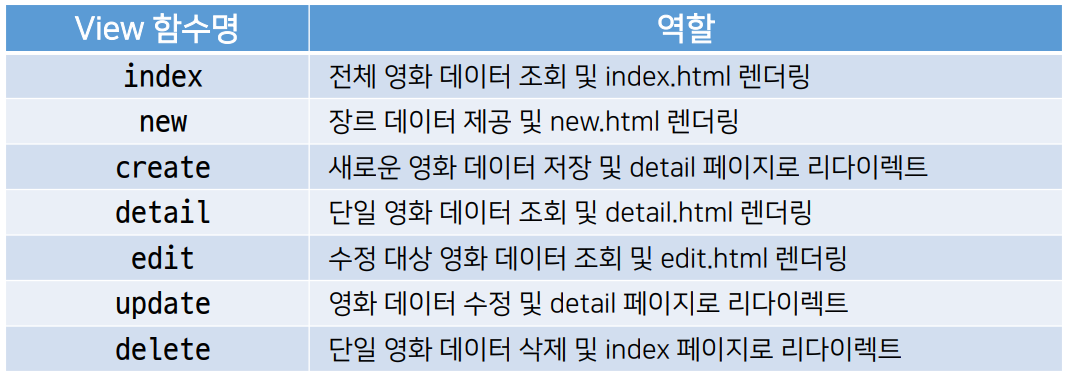 View 함수명 역할
index 전체 영화 데이터 조회 및 index.html 렌더링
new 장르 데이터 제공 및 new.html 렌더링
create 새로운 영화 데이터 저장 및 detail 페이지로 리다이렉트
detail 단일 영화 데이터 조회 및 detail.html 렌더링
edit 수정 대상 영화 데이터 조회 및 edit.html 렌더링
update 영화 데이터 수정 및 detail 페이지로 리다이렉트
delete 단일 영화 데이터 삭제 및 index 페이지로 리다이렉트